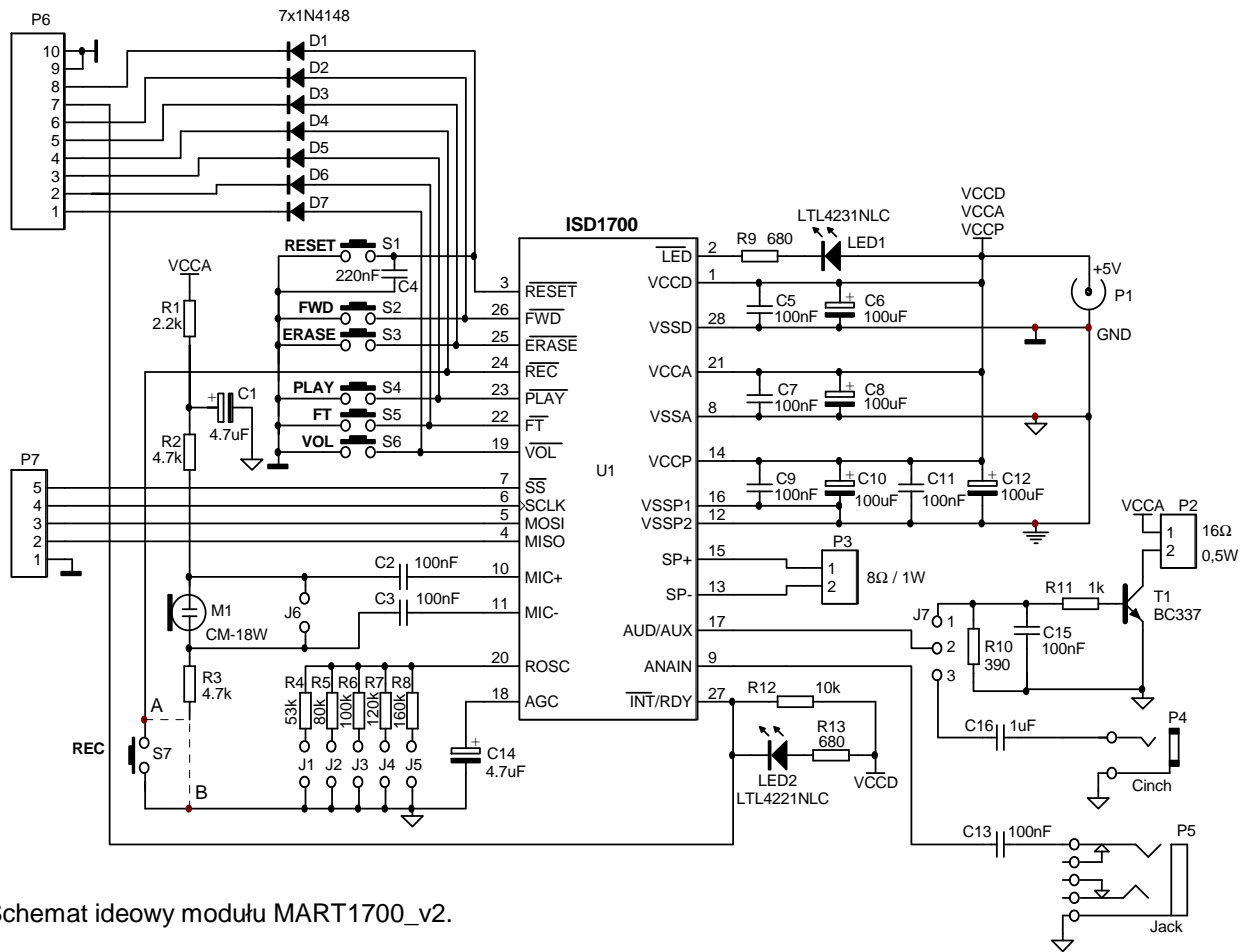 7x1N4148
P6
10
9
8
7
6
5
4
3
2
1
D1
D2
D3
D4
D5
D6
D7
ISD1700
U1
VCCA
R1
2.2k
C1
4.7uF
R2
4.7k
RESET
S1
220nF
C4
FWD
S2
ERASE
S3
PLAY
S4
FT
S5
VOL
S6
3
RESET
26
FWD
25
ERASE
24
REC
23
PLAY
22
FT
19
VOL
7
SS
6
SCLK
5
MOSI
4
MISO
10
MIC+
11
MIC-
20
ROSC
18
AGC
P7
5
4
3
2
1
C2
100nF
C3
100nF
M1
CM-18W
J6
R3
4.7k
A
REC
S7
B
R4
53k
R5
80k
R6
100k
R7
120k
R8
160k
J1
J2
J3
J4
J5
C14
4.7uF
LED
2
VCCD
1
VSSD
28
VCCA
21
VSSA
8
VCCP
14
VSSP1
16
VSSP2
12
SP+
15
SP-
13
AUD/AUX
17
ANAIN
9
INT/RDY
27
R9 680
LTL4231NLC
LED1
VCCD
VCCA
VCCP
+5V
P1
GND
C5
100nF
C6
100uF
C7
100nF
C8
100uF
C9
100nF
C10
100uF
C11
100nF
C12
100uF
P3
1
2
8Ω / 1W
VCCA
P2
1
2
16Ω
0,5W
R11 1k
T1
BC337
J7
1
2
3
R10
390
C15
100nF
R12
10k
R13
680
LED2
LTL4221NLC
VCCD
C16 1uF
P4
Cinch
C13 100nF
P5
Jack
Schemat ideowy modułu MART1700_v2.